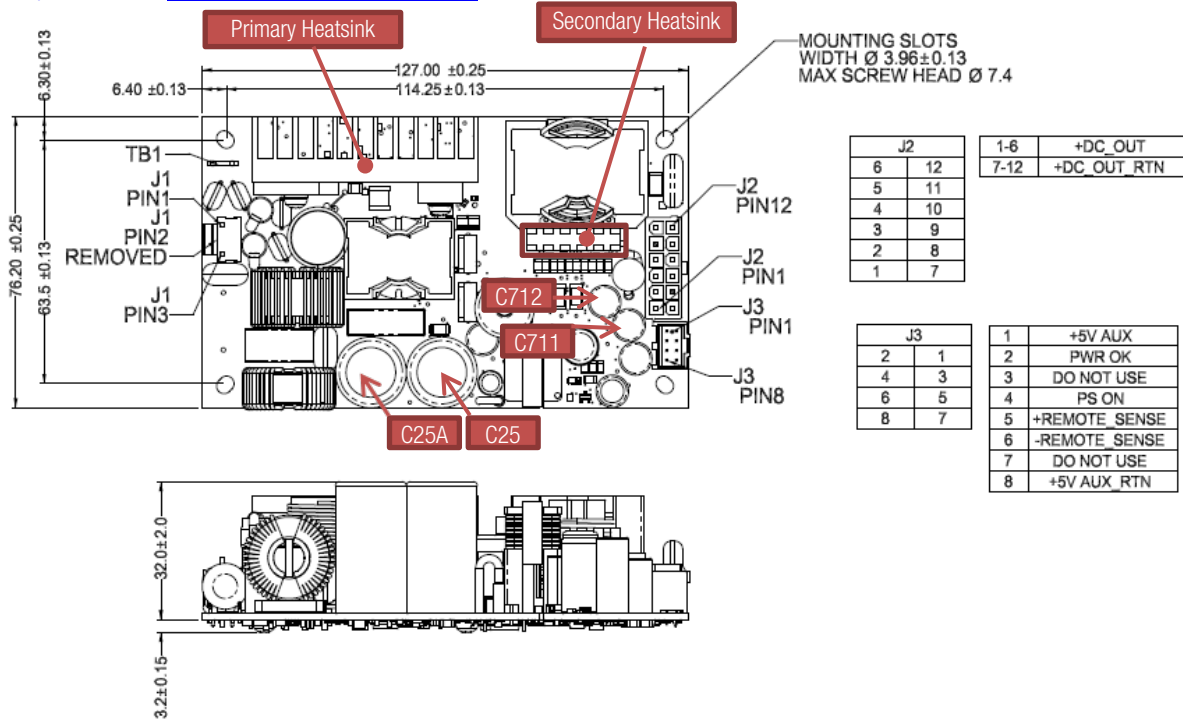 Primary Heatsink
Secondary Heatsink
MOUNTING SLOTS
WIDTH Ø 3.96±0.13
MAX SCREW HEAD Ø 7.4
6.30±0.13
127.00 ±0.25
6.40 ±0.13
114.25±0.13
76.20 ±0.25
63.5 ±0.13
TB1
J1
PIN1
J1
PIN2
REMOVED
J1
PIN3
J2
PIN12
J2
PIN1
J3
PIN1
J3
PIN8
C712
C711
C25A
C25
J2
6 12
5 11
4 10
3 9
2 8
1 7
1-6 +DC_OUT
7-12 +DC_OUT_RTN
J3
2 1
4 3
6 5
8 7
1 +5V AUX
2 PWR OK
3 DO NOT USE
4 PS ON
5 +REMOTE_SENSE
6 -REMOTE_SENSE
7 DO NOT USE
8 +5V AUX_RTN
32.0±2.0
3.2±0.15